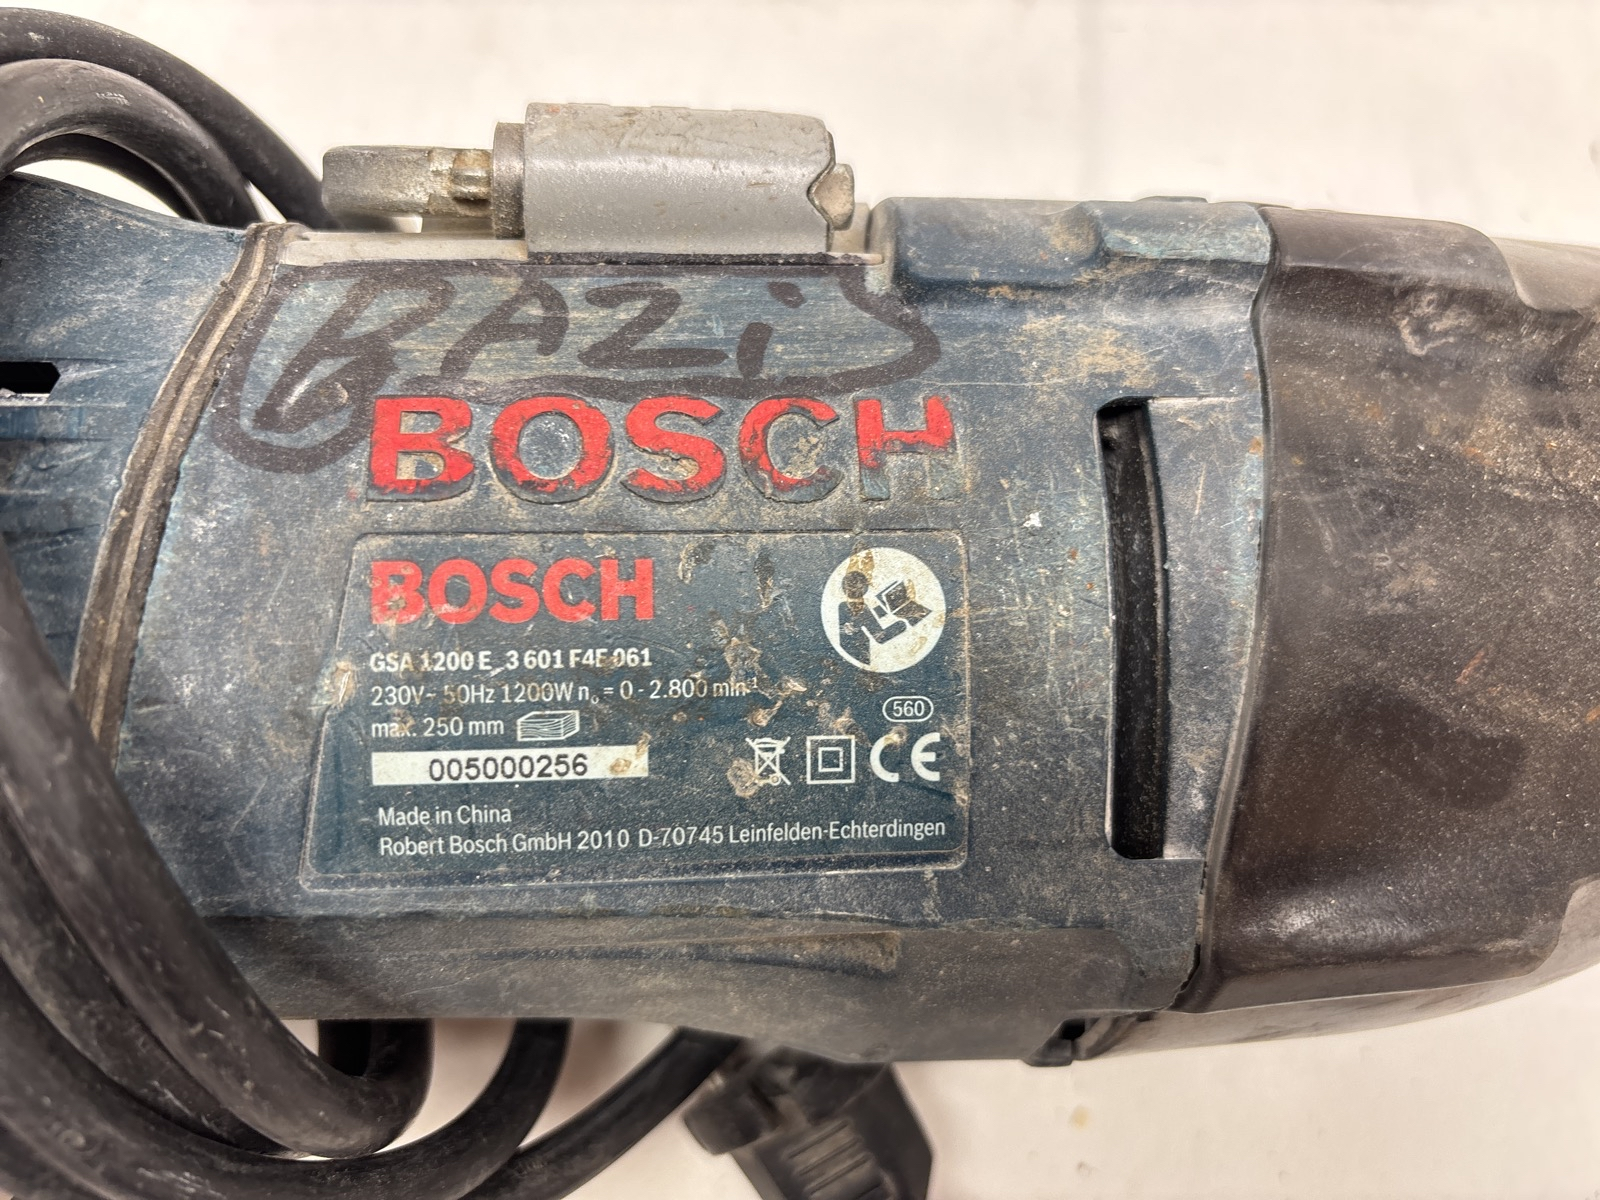 BAZi
BOSCH
BOSCH
GSA 1200 E 3 601 F4E 061
230V~ 50Hz 1200W n₀ = 0 - 2.800 min⁻¹
max. 250 mm
560
005000256
CE
Made in China
Robert Bosch GmbH 2010 D-70745 Leinfelden-Echterdingen